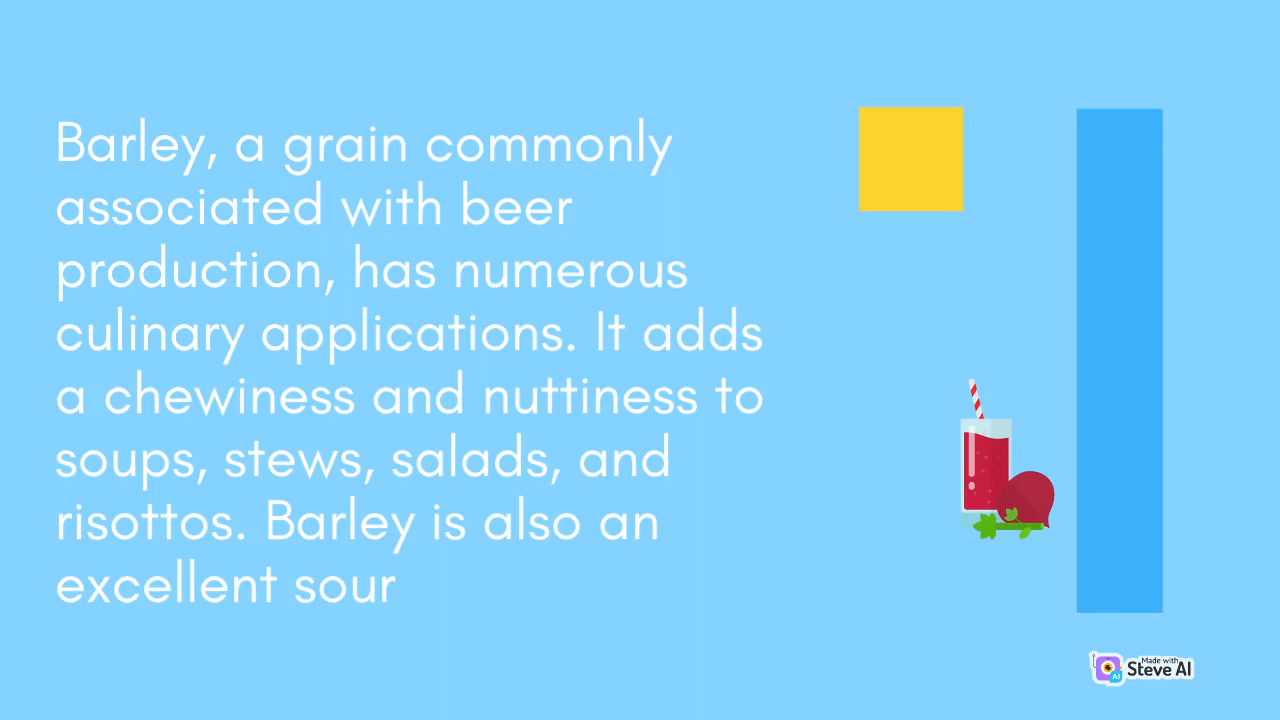 Barley, a grain commonly
associated with beer
production, has numerous
culinary applications. It adds
a chewiness and nuttiness to
soups, stews, salads, and
risottos. Barley is also an
excellent sour
Made with
Steve AI
AI